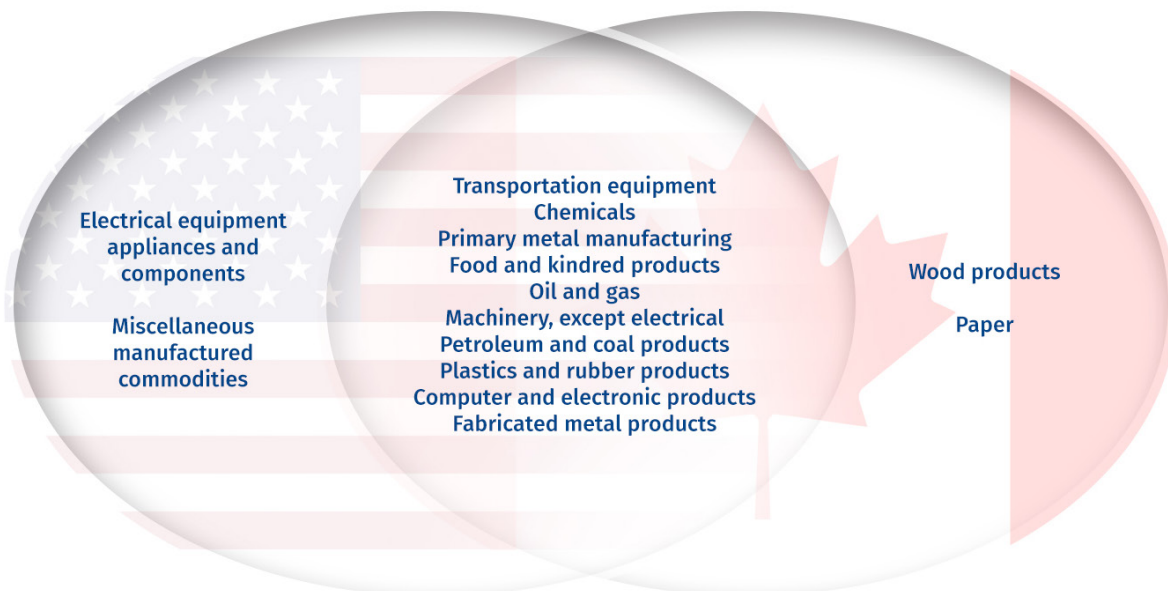 Electrical equipment
appliances and
components
Miscellaneous
manufactured
commodities
Transportation equipment
Chemicals
Primary metal manufacturing
Food and kindred products
Oil and gas
Machinery, except electrical
Petroleum and coal products
Plastics and rubber products
Computer and electronic products
Fabricated metal products
Wood products
Paper